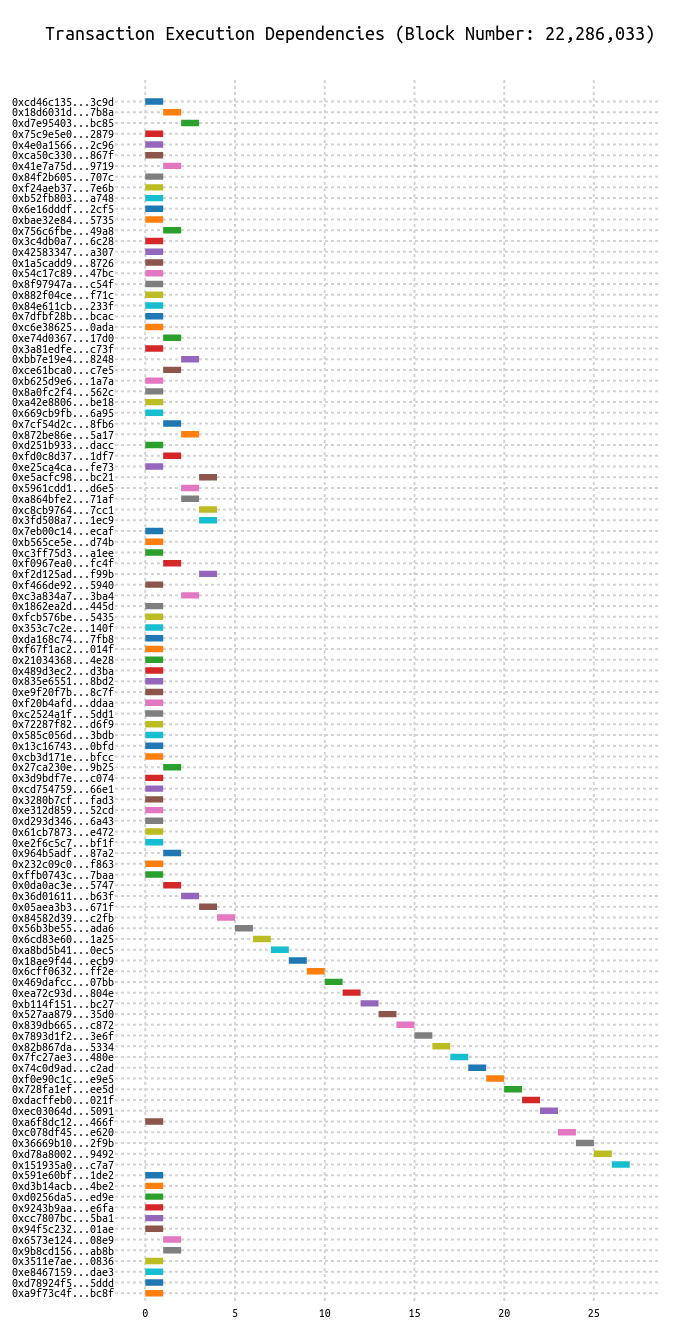 Transaction Execution Dependencies (Block Number: 22,286,033)
0xcd46c135...3c9d
0x18d6031d...7b8a
0xd7e95403...bc85
0x75c9e5e0...2879
0x4e0a1566...2c96
0xca50c330...867f
0x41e7a75d...9719
0x84f2b605...707c
0xf24aeb37...7e6b
0xb52fb803...a748
0x6e16dddf...2cf5
0xbae32e84...5735
0x756c6fbe...49a8
0x3c4db0a7...6c28
0x42583347...a307
0x1a5cadd9...8726
0x54c17c89...47bc
0x8f97947a...c54f
0x882f04ce...f71c
0x84e611cb...233f
0x7dfbf28b...bcac
0xc6e38625...0ada
0xe74d0367...17d0
0x3a81edfe...c73f
0xbb7e19e4...8248
0xce61bca0...c7e5
0xb625d9e6...1a7a
0x8a0fc2f4...562c
0xa42e8806...be18
0x669cb9fb...6a95
0x7cf54d2c...8fb6
0x872be86e...5a17
0xd251b933...dacc
0xfd0c8d37...1df7
0xe25ca4ca...fe73
0xe5acfc98...bc21
0x5961cdd1...d6e5
0xa864bfe2...71af
0xc8cb9764...7cc1
0x3fd508a7...1ec9
0x7eb00c14...ecaf
0xb565ce5e...d74b
0xc3ff75d3...a1ee
0xf0967ea0...fc4f
0xf2d125ad...f99b
0xf466de92...5940
0xc3a834a7...3ba4
0x1862ea2d...445d
0xfcb576be...5435
0x353c7c2e...140f
0xda168c74...7fb8
0xf67f1ac2...014f
0x21034368...4e28
0x489d3ec2...d3ba
0x835e6551...8bd2
0xe9f20f7b...8c7f
0xf20b4afd...ddaa
0xc2524a1f...5dd1
0x72287f82...d6f9
0x585c056d...3bdb
0x13c16743...0bfd
0xcb3d171e...bfcc
0x27ca230e...9b25
0x3d9bdf7e...c074
0xcd754759...66e1
0x3280b7cf...fad3
0xe312d859...52cd
0xd293d346...6a43
0x61cb7873...e472
0xe2f6c5c7...bf1f
0x964b5adf...87a2
0x232c09c0...f863
0xffb0743c...7baa
0x0da0ac3e...5747
0x36d01611...b63f
0x05aea3b3...671f
0x84582d39...c2fb
0x56b3be55...ada6
0x6cd83e60...1a25
0xa8bd5b41...0ec5
0x18ae9f44...ecb9
0x6cff0632...ff2e
0x469dafcc...07bb
0xea72c93d...804e
0xb114f151...bc27
0x527aa879...35d0
0x839db665...c872
0x7893d1f2...3e6f
0x82b867da...5334
0x7fc27ae3...480e
0x74c0d9ad...c2ad
0xf0e90c1c...e9e5
0x728fa1ef...ee5d
0xdacffeb0...021f
0xec03064d...5091
0xa6f8dc12...466f
0xc078df45...e620
0x36669b10...2f9b
0xd78a8002...9492
0x151935a0...c7a7
0x591e60bf...1de2
0xd3b14acb...4be2
0xd0256da5...ed9e
0x9243b9aa...e6fa
0xcc7807bc...5ba1
0x94f5c232...01ae
0x6573e124...08e9
0x9b8cd156...ab8b
0x3511e7ae...0836
0xe8467159...dae3
0xd78924f5...5ddd
0xa9f73c4f...bc8f
0 5 10 15 20 25